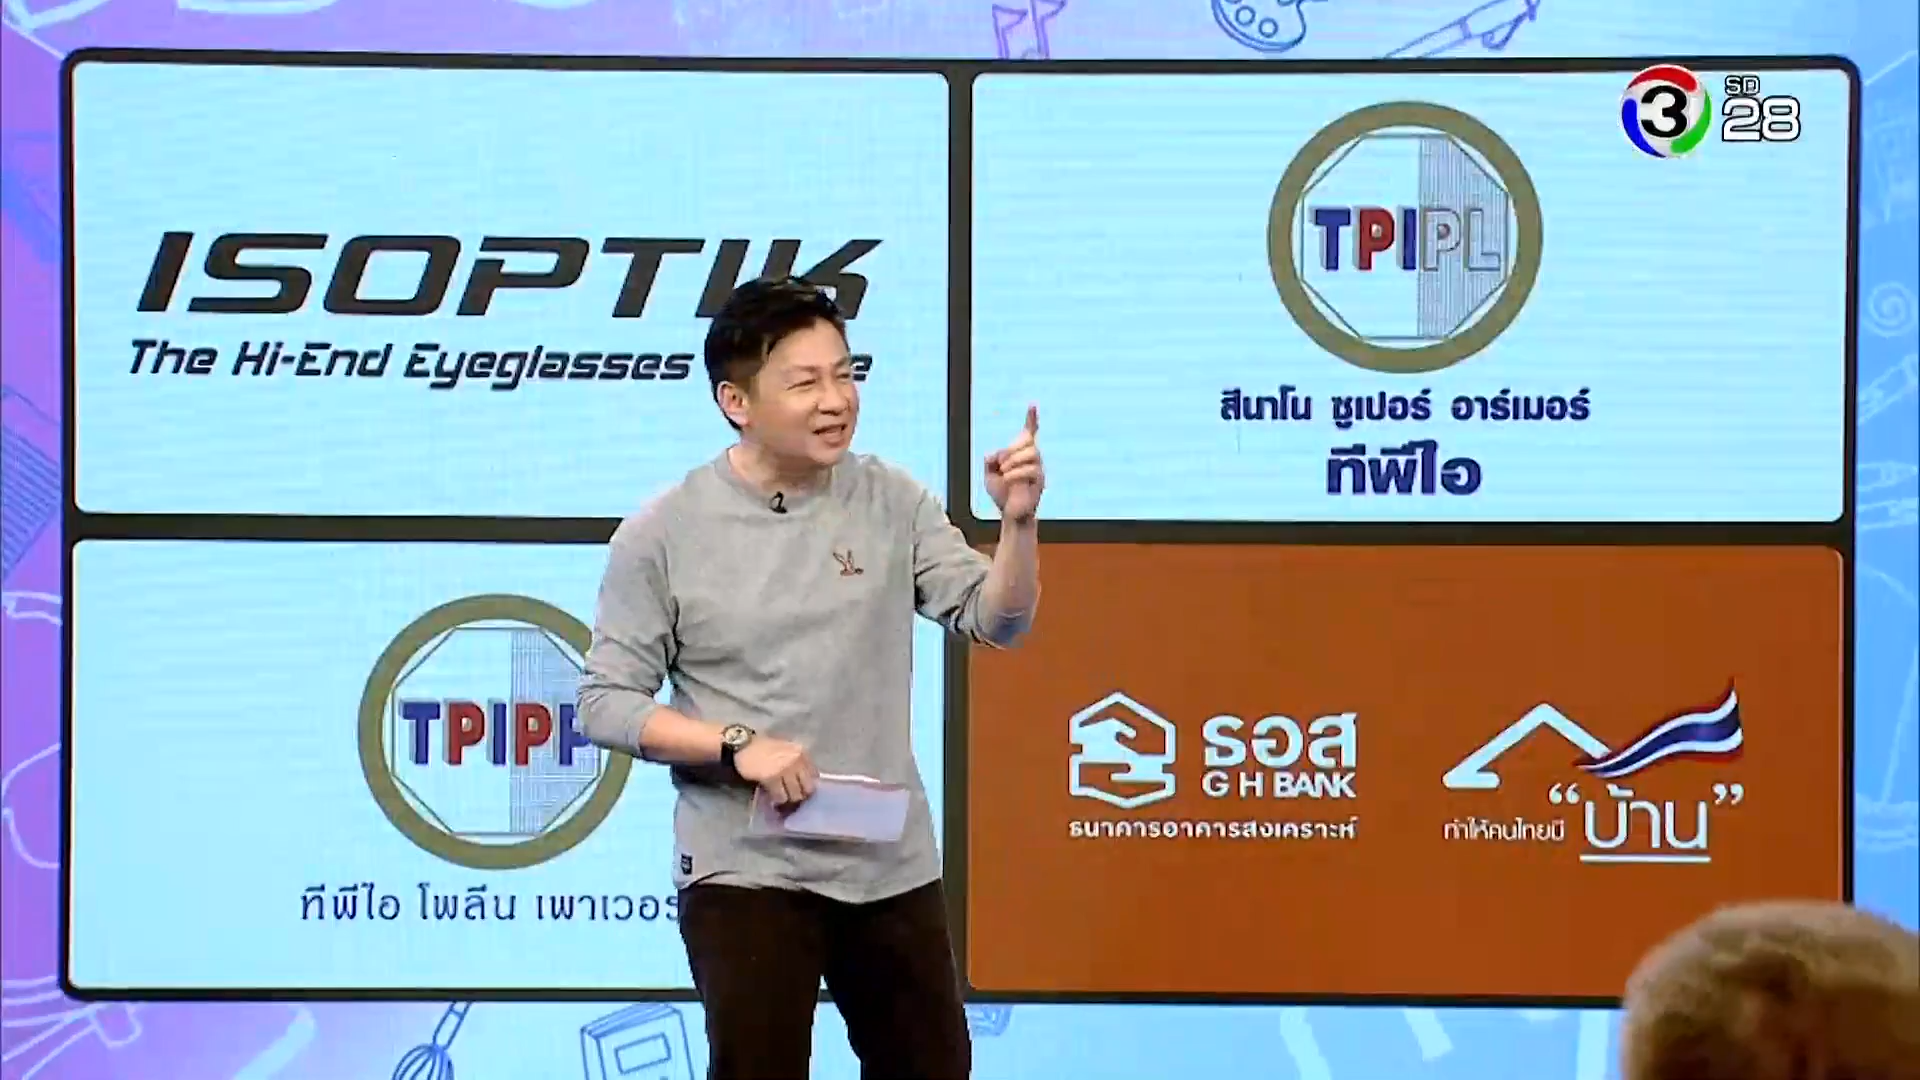 ISOPTIK
The Hi-End Eyeglasses
TPIPL
สีนาโน ซูเปอร์ อาร์เมอร์
ทีพีไอ
3
SD
28
TPIPP
ทีพีไอ โพลีน เพาเวอร์
ธอส
G H BANK
ธนาคารอาคารสงเคราะห์
ทำให้คนไทยมี “บ้าน”